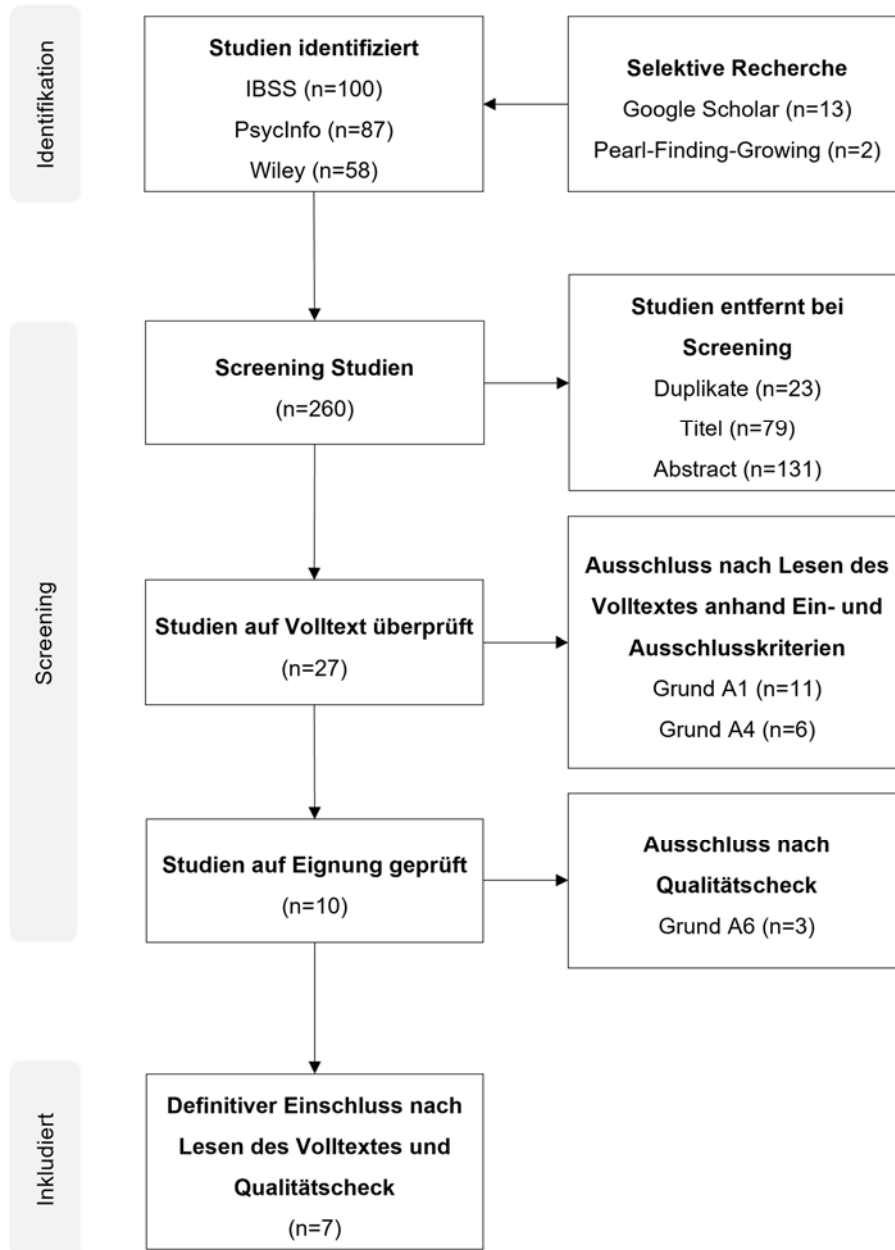 Identifikation
Studien identifiziert
IBSS (n=100)
PsycInfo (n=87)
Wiley (n=58)
Selektive Recherche
Google Scholar (n=13)
Pearl-Finding-Growing (n=2)
Screening
Screening Studien
(n=260)
Studien entfernt bei
Screening
Duplikate (n=23)
Titel (n=79)
Abstract (n=131)
Studien auf Volltext überprüft
(n=27)
Ausschluss nach Lesen des
Volltextes anhand Ein- und
Ausschlusskriterien
Grund A1 (n=11)
Grund A4 (n=6)
Studien auf Eignung geprüft
(n=10)
Ausschluss nach
Qualitätscheck
Grund A6 (n=3)
Inkludiert
Definitiver Einschluss nach
Lesen des Volltextes und
Qualitätscheck
(n=7)